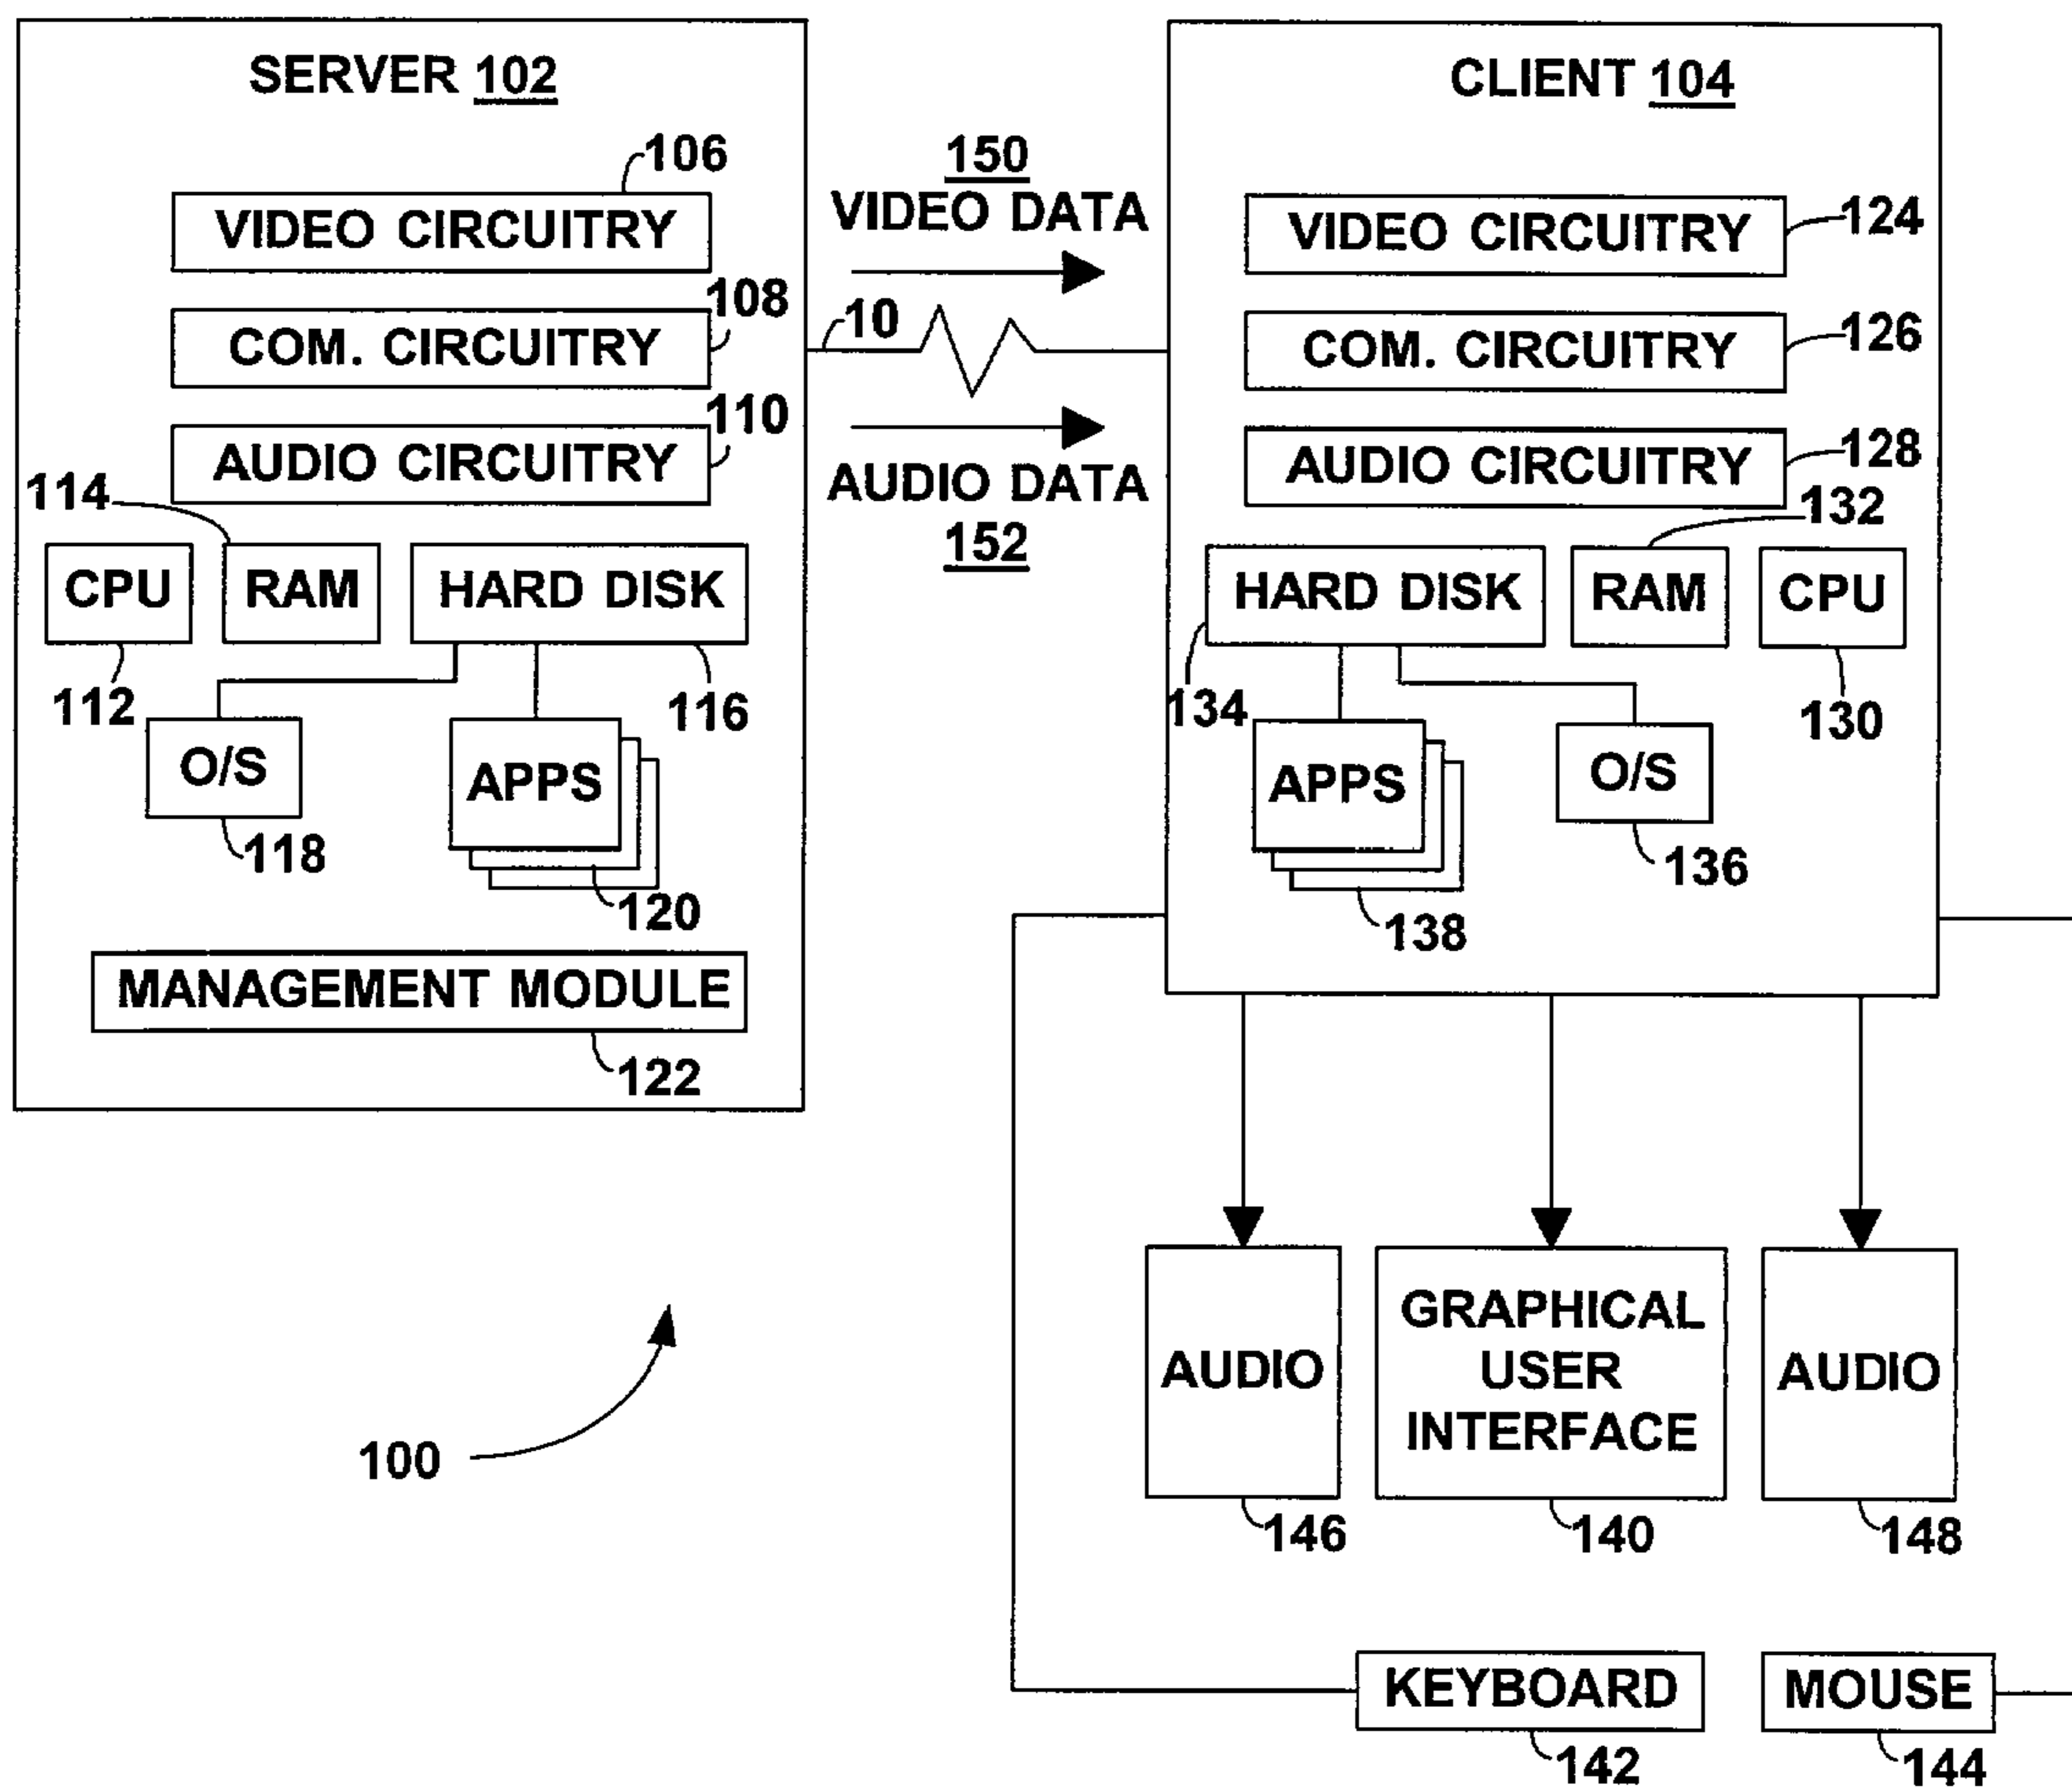 SERVER 102
106
VIDEO CIRCUITRY
108
COM. CIRCUITRY
110
AUDIO CIRCUITRY
114
CPU
RAM
HARD DISK
112
116
O/S
APPS
118
120
MANAGEMENT MODULE
122
150
VIDEO DATA
10
AUDIO DATA
152
CLIENT 104
VIDEO CIRCUITRY
124
COM. CIRCUITRY
126
AUDIO CIRCUITRY
128
132
HARD DISK
RAM
CPU
134
130
APPS
O/S
136
138
AUDIO
GRAPHICAL
USER
INTERFACE
AUDIO
146
140
148
100
KEYBOARD
MOUSE
142
144